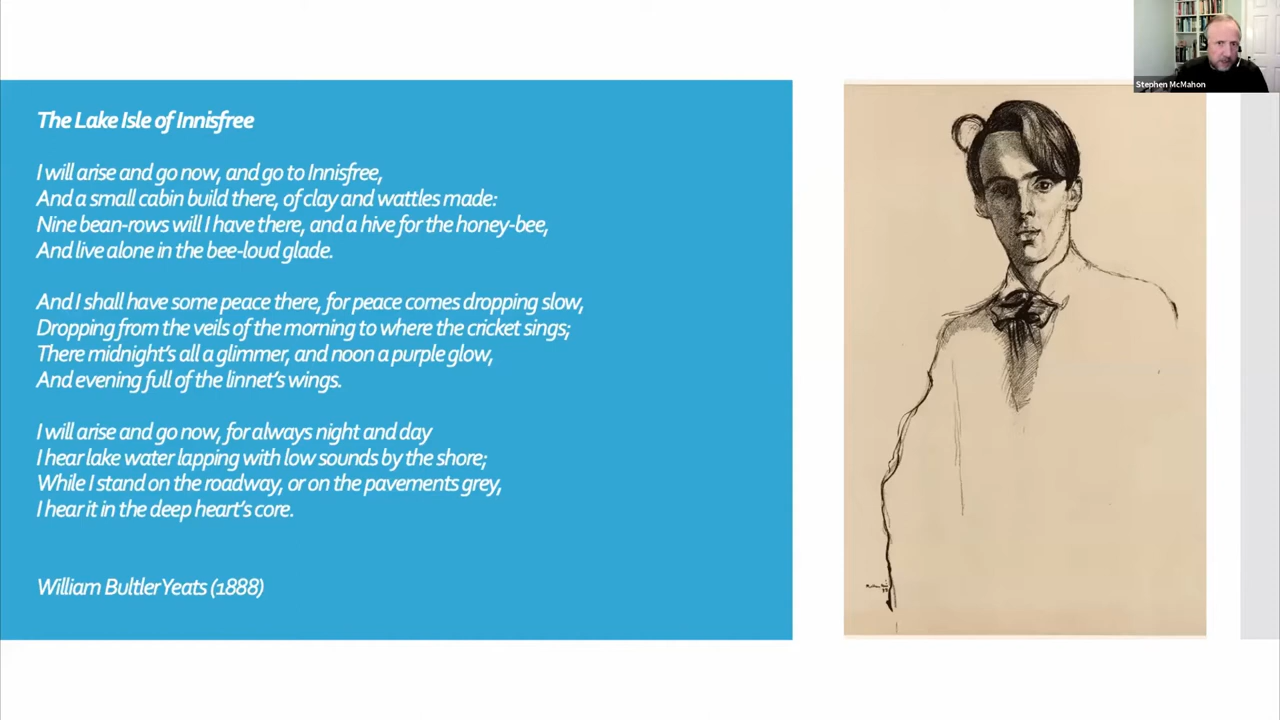 The Lake Isle of Innisfree
I will arise and go now, and go to Innisfree,
And a small cabin build there, of clay and wattles made:
Nine bean-rows will I have there, and a hive for the honey-bee,
And live alone in the bee-loud glade.
And I shall have some peace there, for peace comes dropping slow,
Dropping from the veils of the morning to where the cricket sings;
There midnight's all a glimmer, and noon a purple glow,
And evening full of the linnet's wings.
I will arise and go now, for always night and day
I hear lake water lapping with low sounds by the shore;
While I stand on the roadway, or on the pavements grey,
I hear it in the deep heart's core.
William Bultler Yeats (1888)
Stephen McMahon